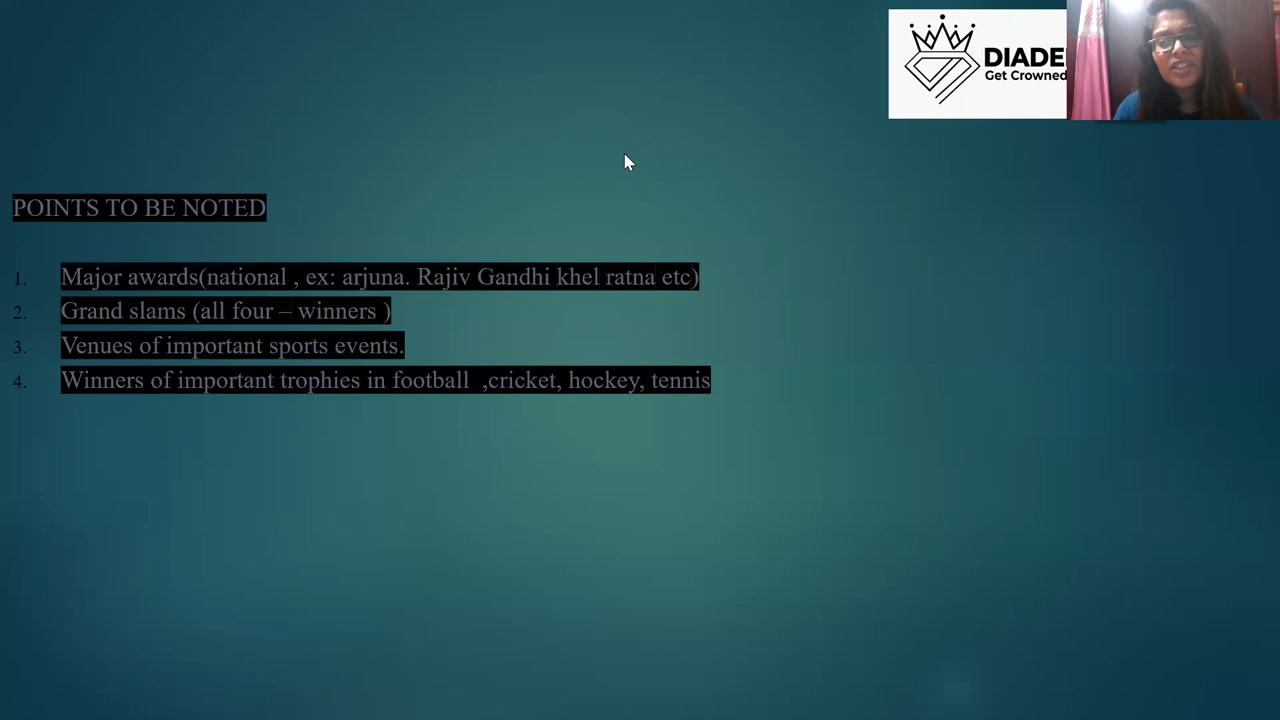 DIADE
Get Crowned
POINTS TO BE NOTED
1. Major awards(national , ex: arjuna. Rajiv Gandhi khel ratna etc)
2. Grand slams (all four – winners )
3. Venues of important sports events.
4. Winners of important trophies in football ,cricket, hockey, tennis